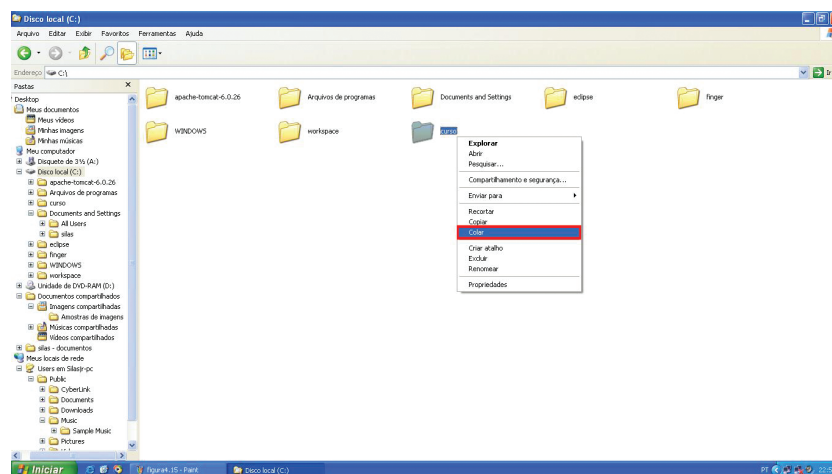 Disco local (C:)
Arquivo Editar Exibir Favoritos Ferramentas Ajuda
Endereço C:\
Pastas
Desktop
Meus documentos
Meus vídeos
Minhas imagens
Minhas músicas
Meu computador
Disquete de 3½ (A:)
Disco local (C:)
apache-tomcat-6.0.26
Arquivos de programas
curso
Documents and Settings
All Users
silas
eclipse
finger
WINDOWS
workspace
Unidade de DVD-RAM (D:)
Documentos compartilhados
Imagens compartilhadas
Amostras de imagens
Músicas compartilhadas
Vídeos compartilhados
silas - documentos
Meus locais de rede
Users em Silasjr-pc
Public
CyberLink
Documents
Downloads
Music
Sample Music
Pictures
apache-tomcat-6.0.26 Arquivos de programas Documents and Settings eclipse finger
WINDOWS workspace curso
Explorar
Abrir
Pesquisar...
Compartilhamento e segurança...
Enviar para
Recortar
Copiar
Colar
Criar atalho
Excluir
Renomear
Propriedades
Iniciar figura4.15 - Paint Disco local (C:) PT